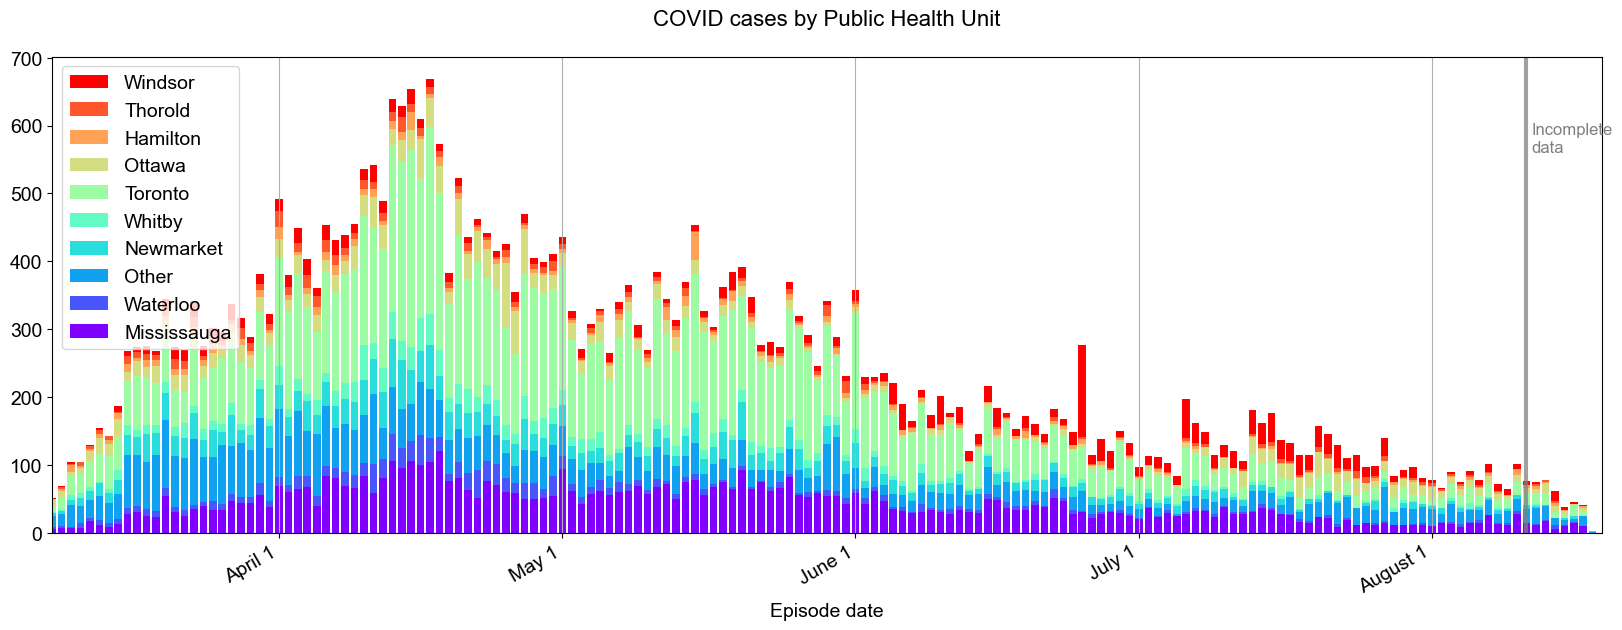 COVID cases by Public Health Unit
700
600
500
400
300
200
100
0
Windsor
Thorold
Hamilton
Ottawa
Toronto
Whitby
Newmarket
Other
Waterloo
Mississauga
Incomplete
data
April 1
May 1
June 1
July 1
August 1
Episode date